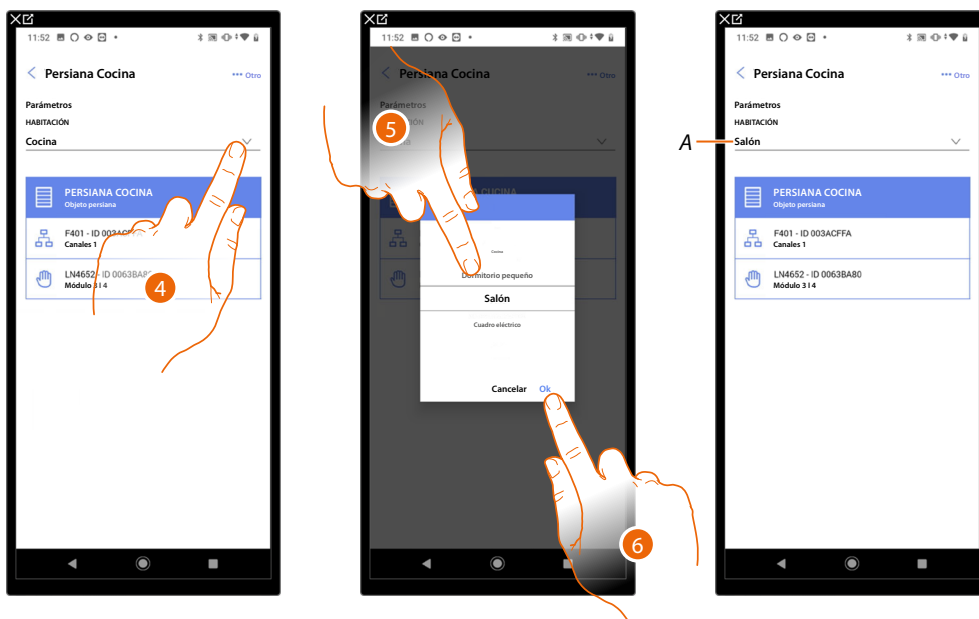 11:52
Persiana Cocina
••• Otro
Parámetros
HABITACIÓN
Cocina
PERSIANA COCINA
Objeto persiana
F401 - ID 003ACFFA
Canales 1
LN4652 - ID 0063BA80
Módulo 3 I 4
4
11:52
Persiana Cocina
••• Otro
Parámetros
5
Cocina
Dormitorio pequeño
Salón
Cuadro eléctrico
Cancelar Ok
6
11:52
Persiana Cocina
••• Otro
Parámetros
HABITACIÓN
A
Salón
PERSIANA COCINA
Objeto persiana
F401 - ID 003ACFFA
Canales 1
LN4652 - ID 0063BA80
Módulo 3 I 4